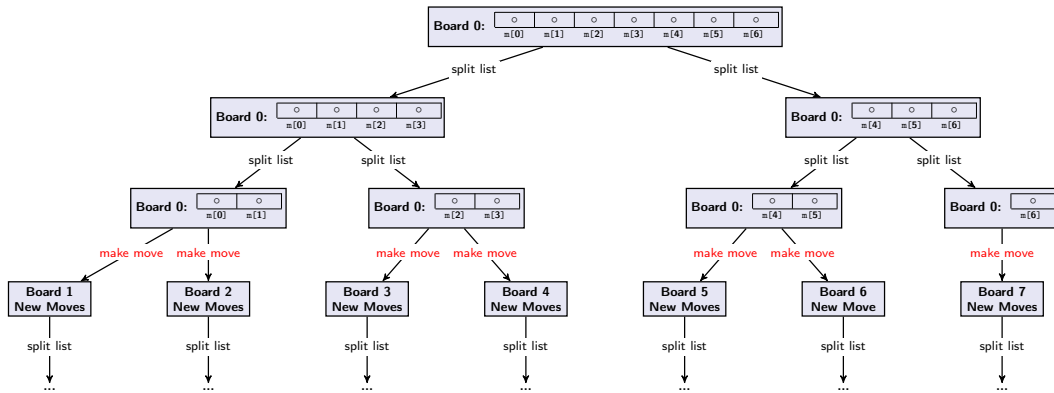 Board 0:
m[0] m[1] m[2] m[3] m[4] m[5] m[6]
split list split list
Board 0: Board 0:
m[0] m[1] m[2] m[3] m[4] m[5] m[6]
split list split list split list split list
Board 0: Board 0: Board 0: Board 0:
m[0] m[1] m[2] m[3] m[4] m[5] m[6]
make move make move make move make move make move make move make move
Board 1 Board 2 Board 3 Board 4 Board 5 Board 6 Board 7
New Moves New Moves New Moves New Moves New Moves New Move New Moves
split list split list split list split list split list split list split list
... ... ... ... ... ... ...